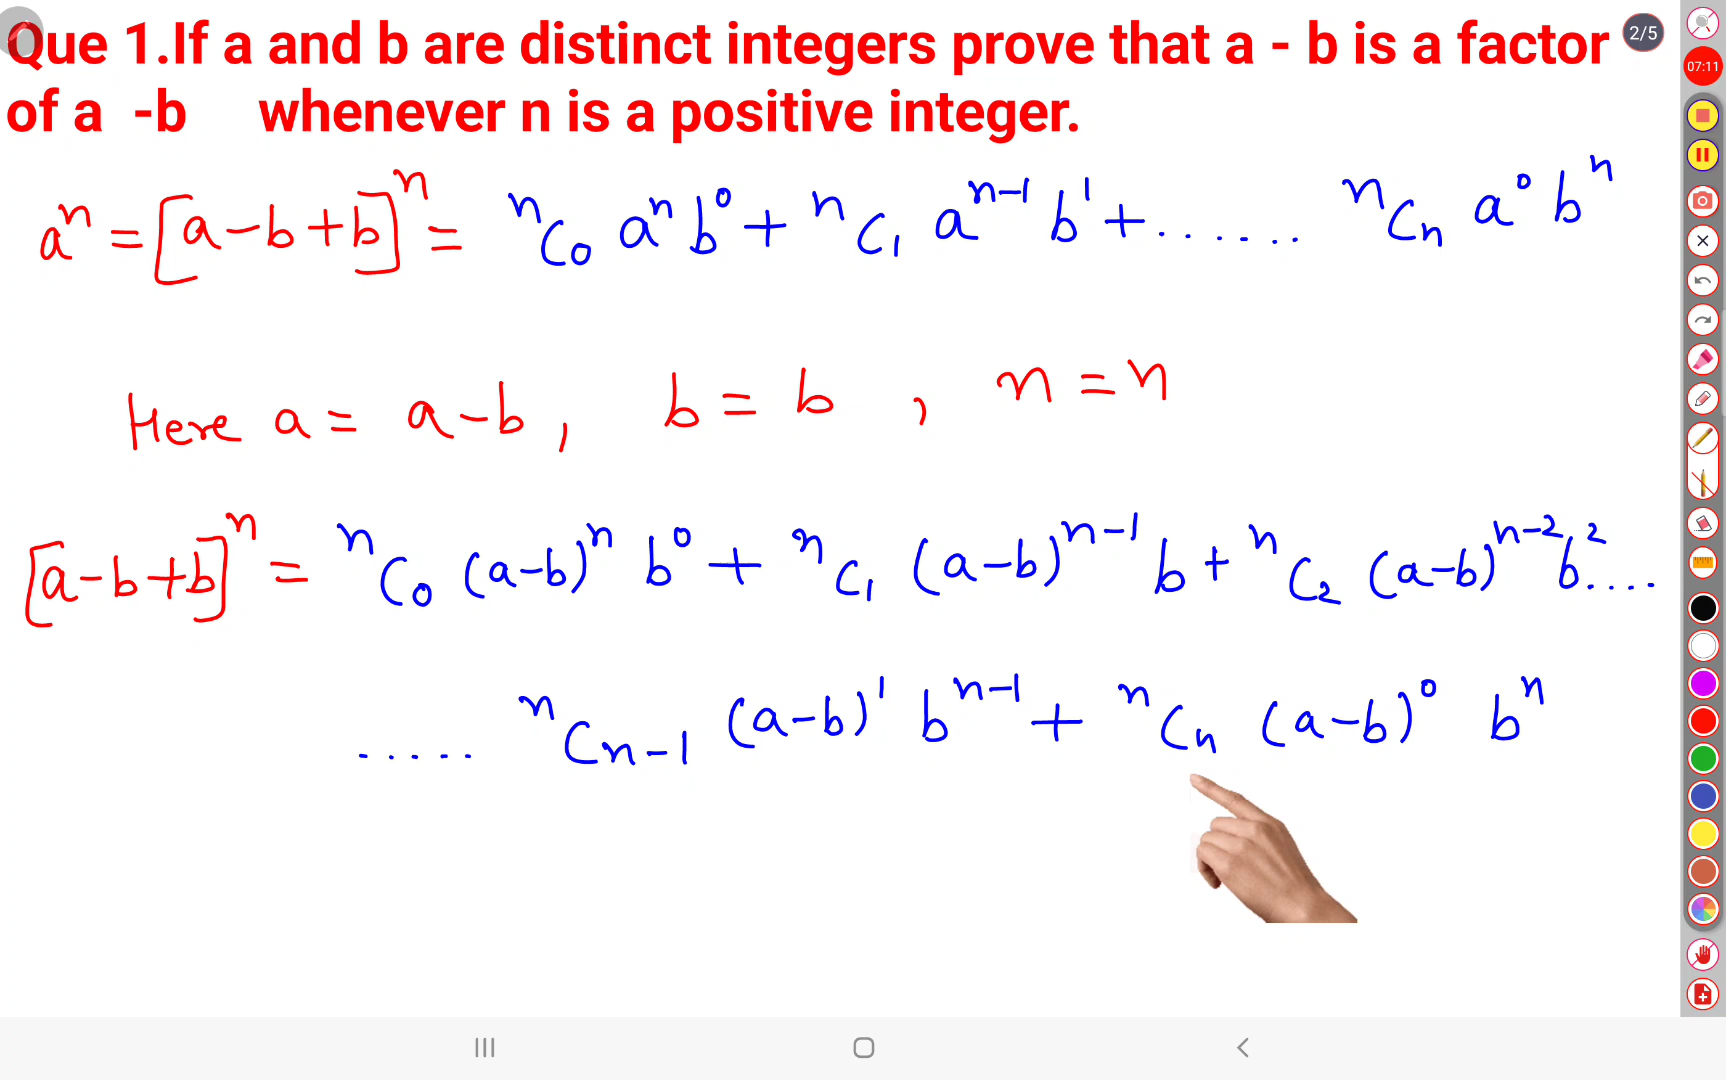 Que 1.If a and b are distinct integers prove that a - b is a factor
of a -b whenever n is a positive integer.
2/5
07:11
aⁿ = [a-b+b]ⁿ = ⁿC₀ aⁿ b⁰ + ⁿC₁ aⁿ⁻¹ b¹ + ....... ⁿCₙ a⁰ bⁿ
Here a = a-b, b = b , n = n
[a-b+b]ⁿ = ⁿC₀ (a-b)ⁿ b⁰ + ⁿC₁ (a-b)ⁿ⁻¹ b + ⁿC₂ (a-b)ⁿ⁻² b² ....
..... ⁿCₙ₋₁ (a-b)¹ bⁿ⁻¹ + ⁿCₙ (a-b)⁰ bⁿ